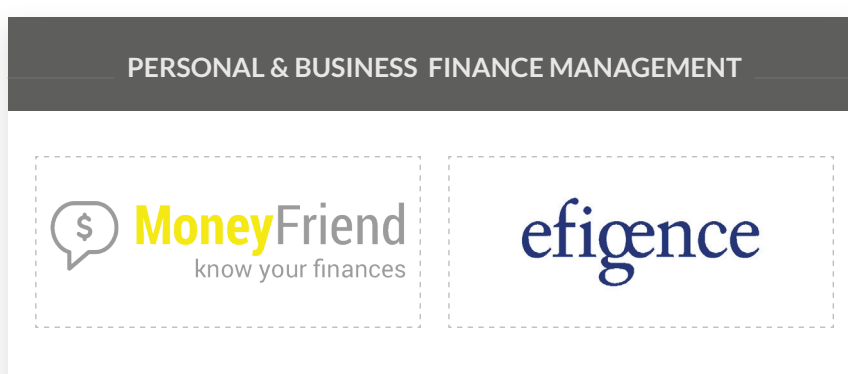 PERSONAL & BUSINESS FINANCE MANAGEMENT
$
MoneyFriend
know your finances
efigence